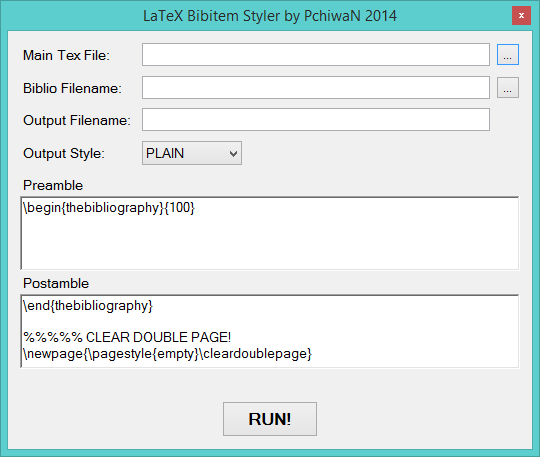 LaTeX Bibitem Styler by PchiwaN 2014
x
Main Tex File:
...
Biblio Filename:
...
Output Filename:
Output Style: PLAIN
Preamble
\begin{thebibliography}{100}
Postamble
\end{thebibliography}
%%%%% CLEAR DOUBLE PAGE!
\newpage{\pagestyle{empty}\cleardoublepage}
RUN!